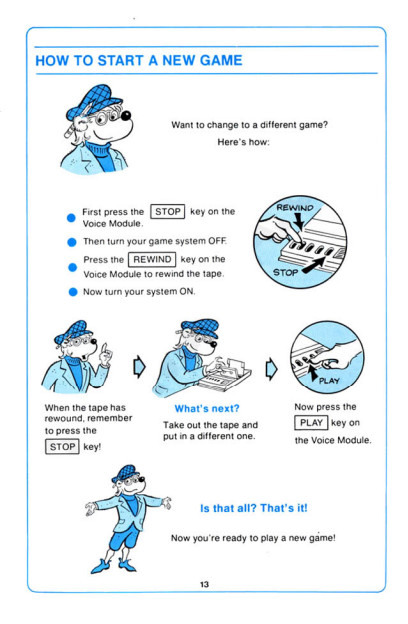 HOW TO START A NEW GAME
Want to change to a different game?
Here's how:
First press the STOP key on the
Voice Module.
Then turn your game system OFF.
Press the REWIND key on the
Voice Module to rewind the tape.
Now turn your system ON.
REWIND
STOP
When the tape has
rewound, remember
to press the
STOP key!
What's next?
Take out the tape and
put in a different one.
PLAY
Now press the
PLAY key on
the Voice Module.
Is that all? That's it!
Now you're ready to play a new game!
13